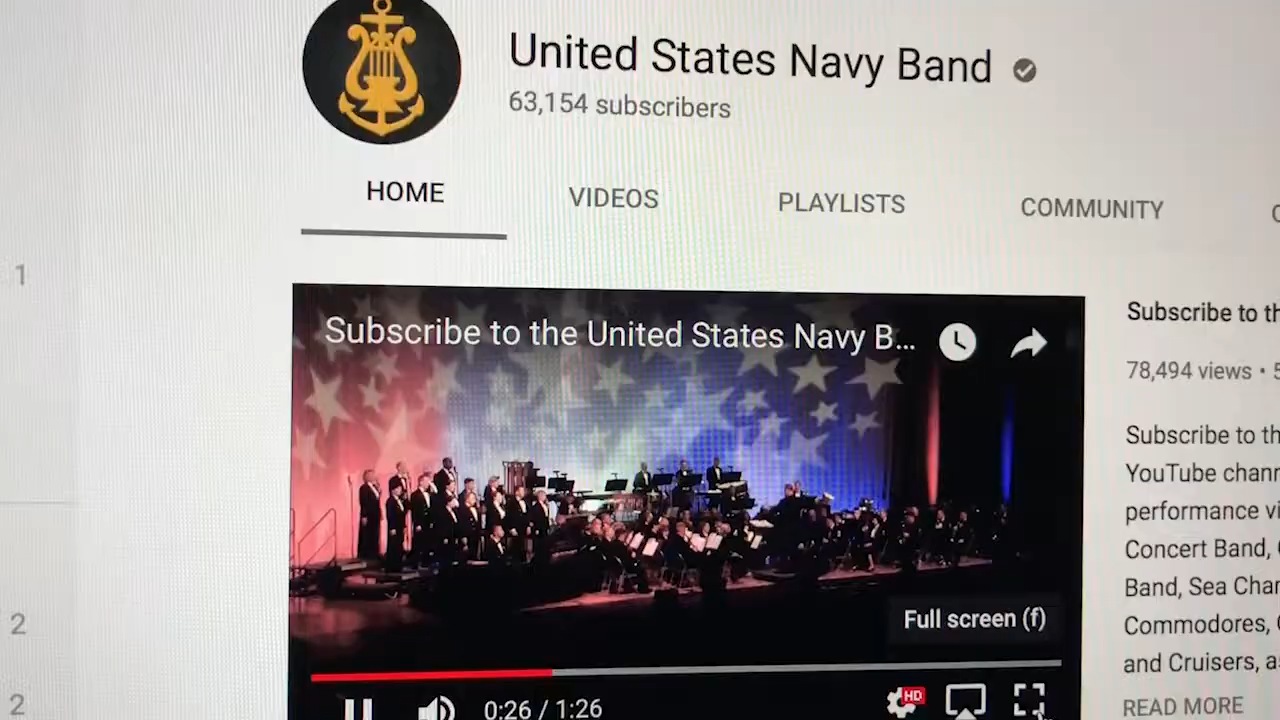 United States Navy Band
63,154 subscribers
HOME
VIDEOS
PLAYLISTS
COMMUNITY
1
Subscribe to the United States Navy B...
Subscribe to th
78,494 views • 5
Subscribe to th
YouTube chann
performance vi
Concert Band,
Band, Sea Chan
Commodores,
and Cruisers, a
READ MORE
Full screen (f)
2
2
0:26 / 1:26
HD